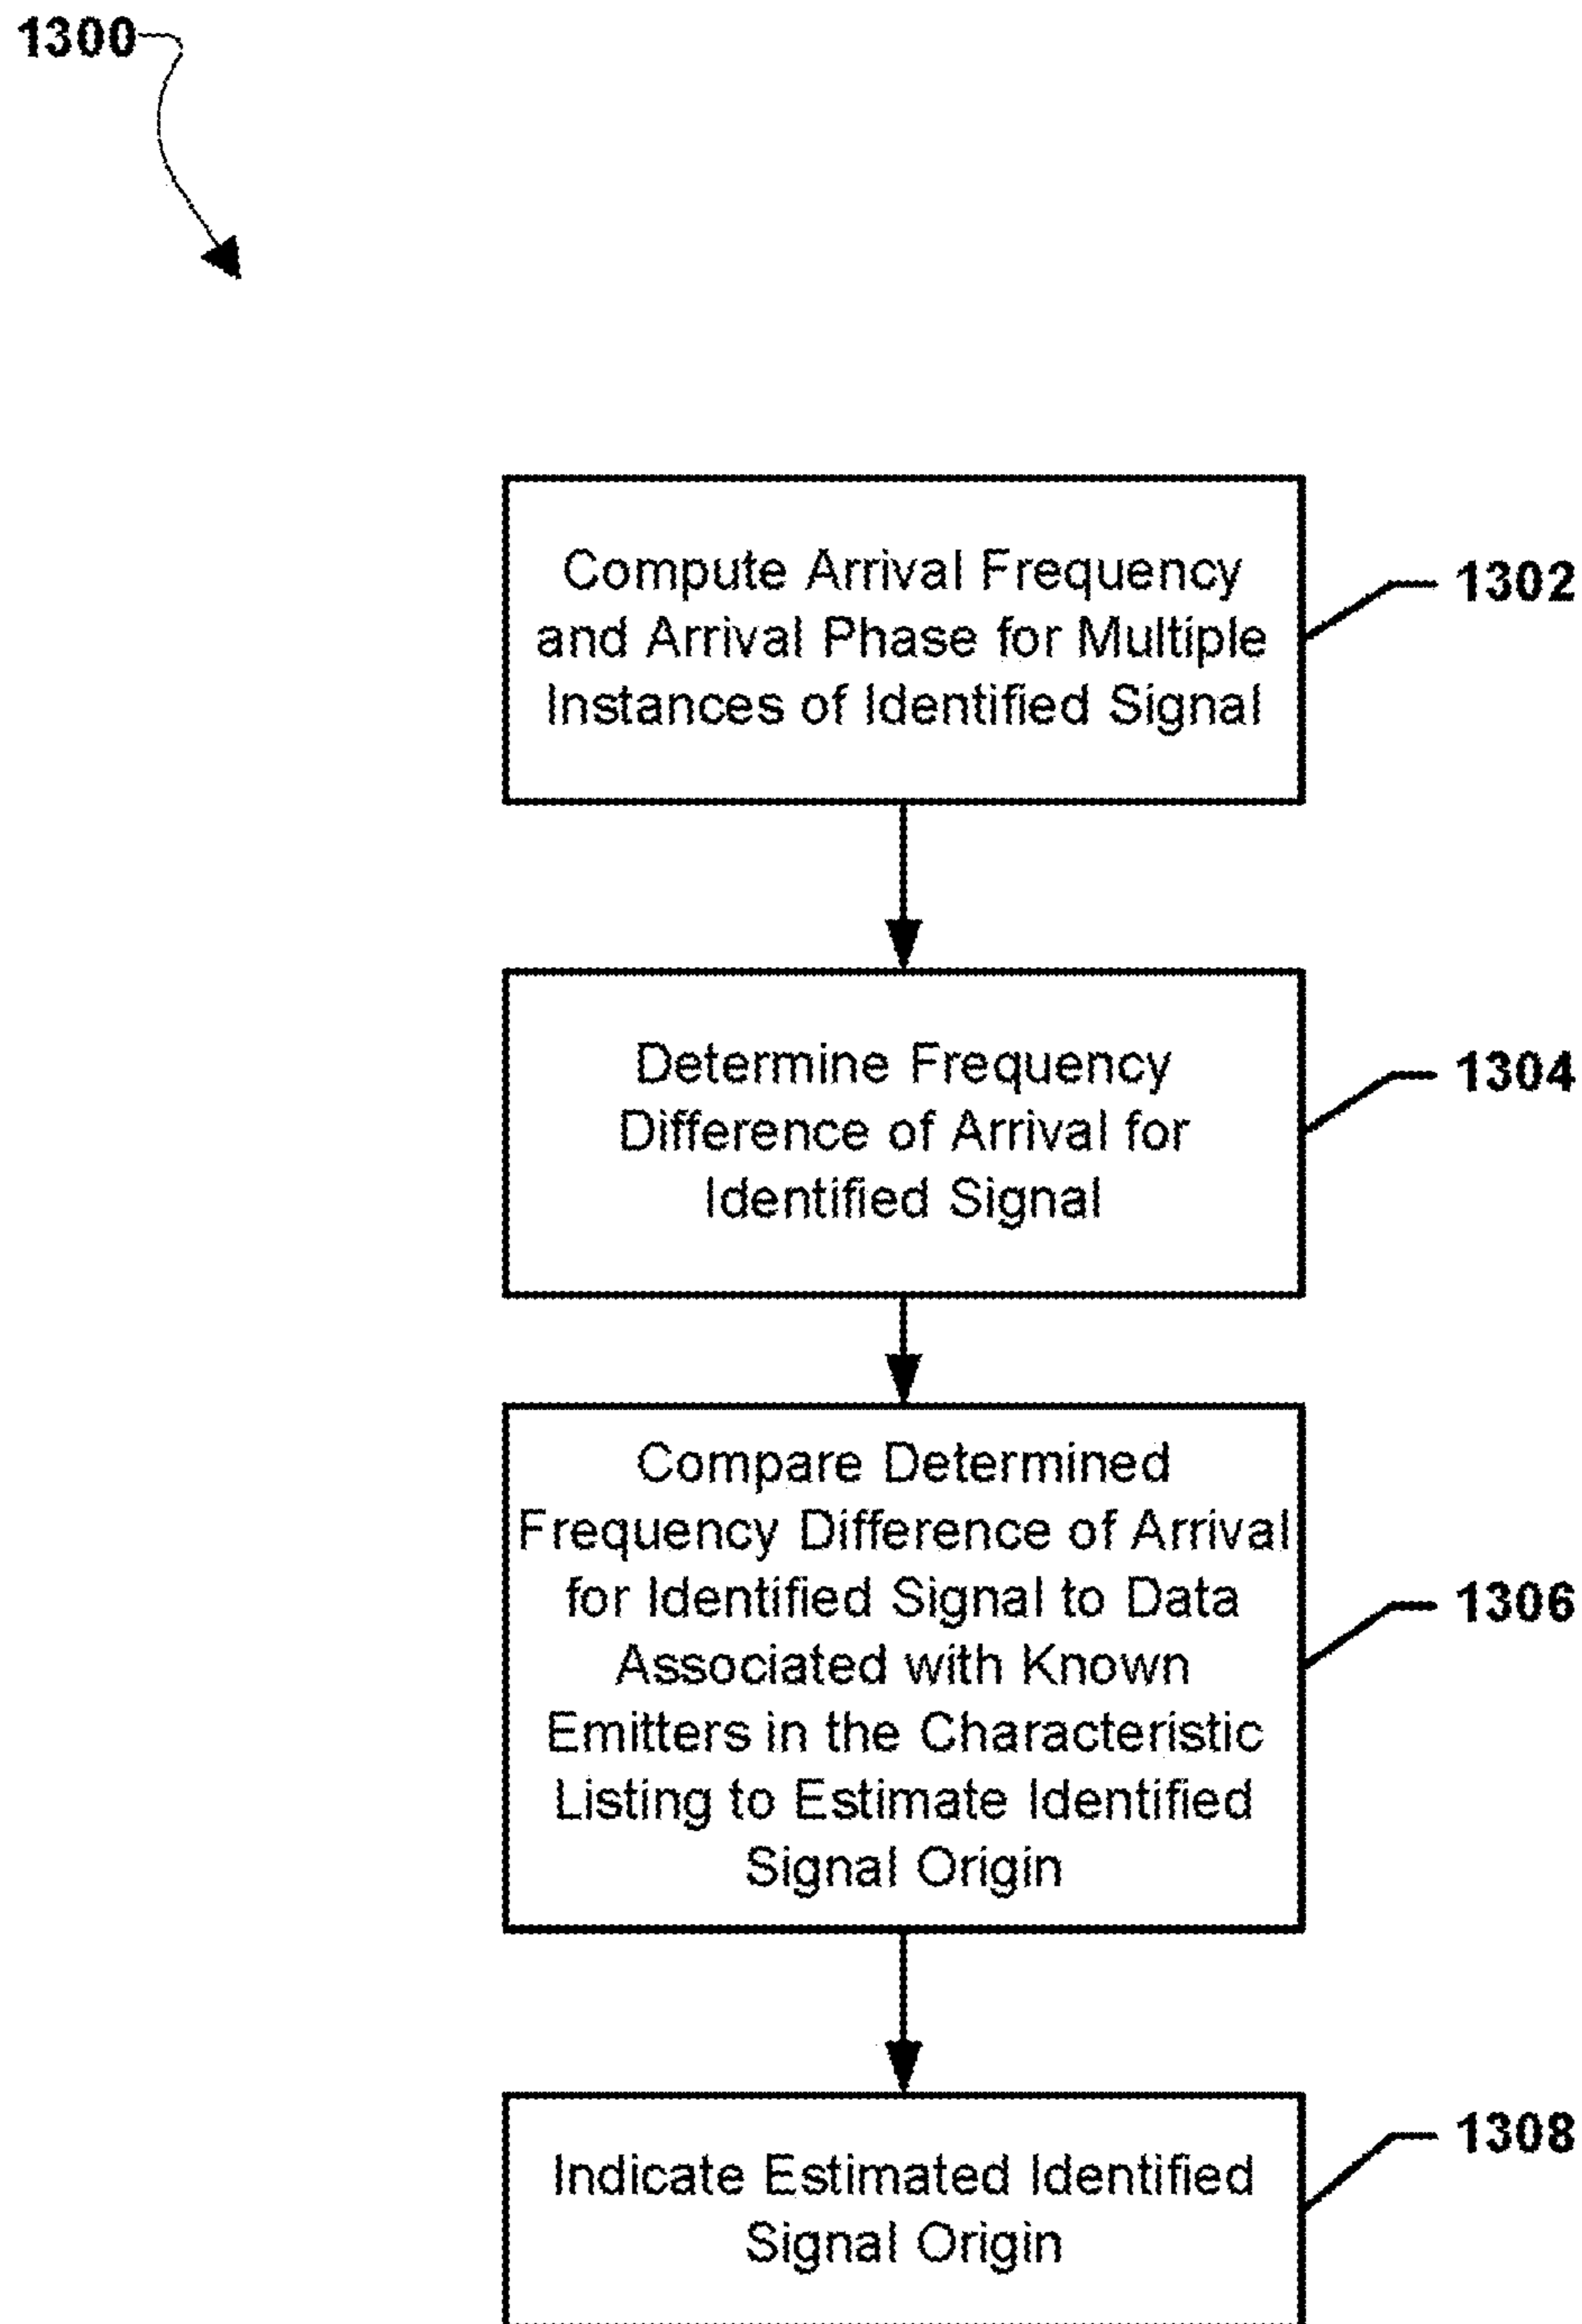 1300
Compute Arrival Frequency
and Arrival Phase for Multiple
Instances of Identified Signal
1302
Determine Frequency
Difference of Arrival for
Identified Signal
1304
Compare Determined
Frequency Difference of Arrival
for Identified Signal to Data
Associated with Known
Emitters in the Characteristic
Listing to Estimate Identified
Signal Origin
1306
Indicate Estimated Identified
Signal Origin
1308